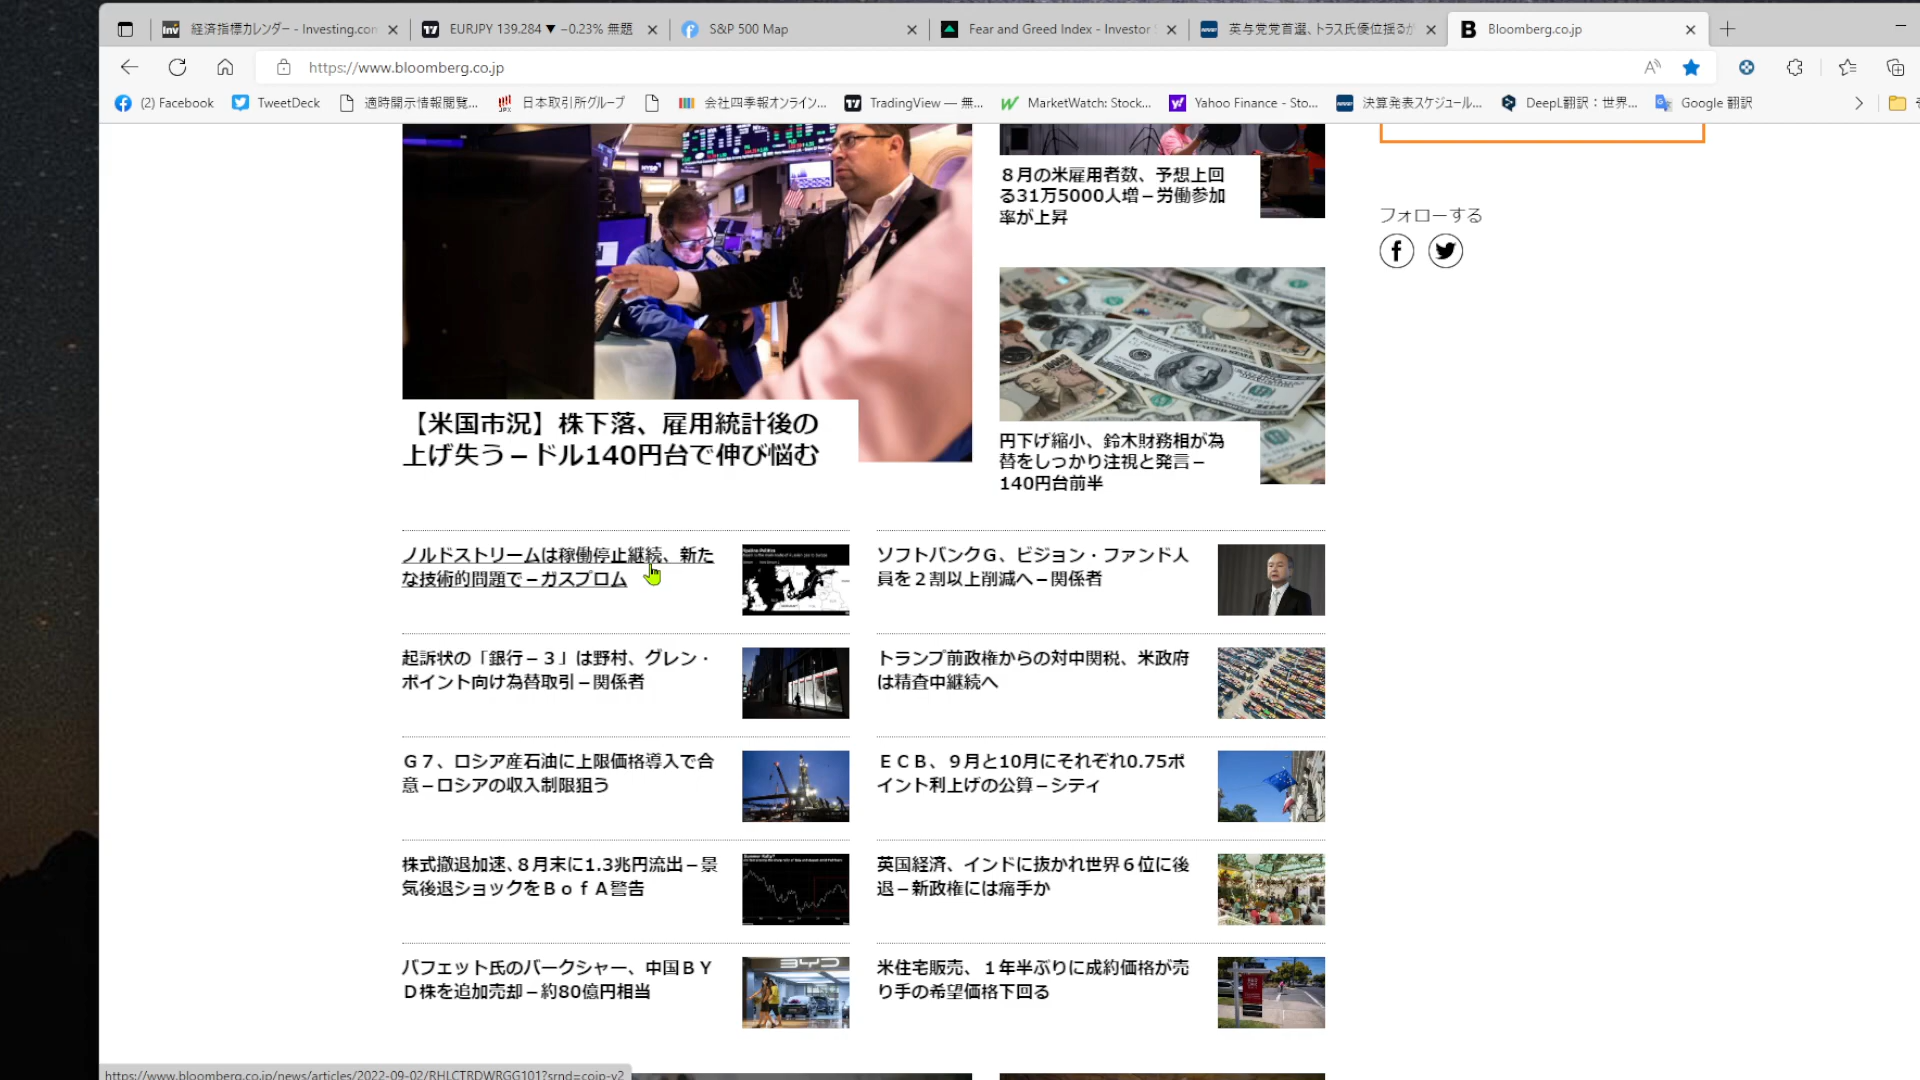 経済指標カレンダー - Investing.con
EURJPY 139.284 ▼ −0.23% 無題
S&P 500 Map
Fear and Greed Index - Investor
英与党党首選、トラス氏優位揺るが
Bloomberg.co.jp
https://www.bloomberg.co.jp
(2) Facebook
TweetDeck
適時開示情報閲覧...
日本取引所グループ
会社四季報オンライン...
TradingView — 無...
MarketWatch: Stock...
Yahoo Finance - Sto...
決算発表スケジュール...
DeepL翻訳：世界...
Google 翻訳
【米国市況】株下落、雇用統計後の
上げ失う－ドル140円台で伸び悩む
８月の米雇用者数、予想上回
る31万5000人増－労働参加
率が上昇
円下げ縮小、鈴木財務相が為
替をしっかり注視と発言－
140円台前半
フォローする
ノルドストリームは稼働停止継続、新た
な技術的問題で－ガスプロム
ソフトバンクＧ、ビジョン・ファンド人
員を２割以上削減へ－関係者
起訴状の「銀行－３」は野村、グレン・
ポイント向け為替取引－関係者
トランプ前政権からの対中関税、米政府
は精査中継続へ
Ｇ７、ロシア産石油に上限価格導入で合
意－ロシアの収入制限狙う
ＥＣＢ、９月と10月にそれぞれ0.75ポ
イント利上げの公算－シティ
株式撤退加速、８月末に1.3兆円流出－景
気後退ショックをＢｏｆＡ警告
英国経済、インドに抜かれ世界６位に後
退－新政権には痛手か
バフェット氏のバークシャー、中国ＢＹ
Ｄ株を追加売却－約80億円相当
BYD
米住宅販売、１年半ぶりに成約価格が売
り手の希望価格下回る
https://www.bloomberg.co.jp/news/articles/2022-09-02/RHLCTRDWRGG101?srnd=cojp-v2